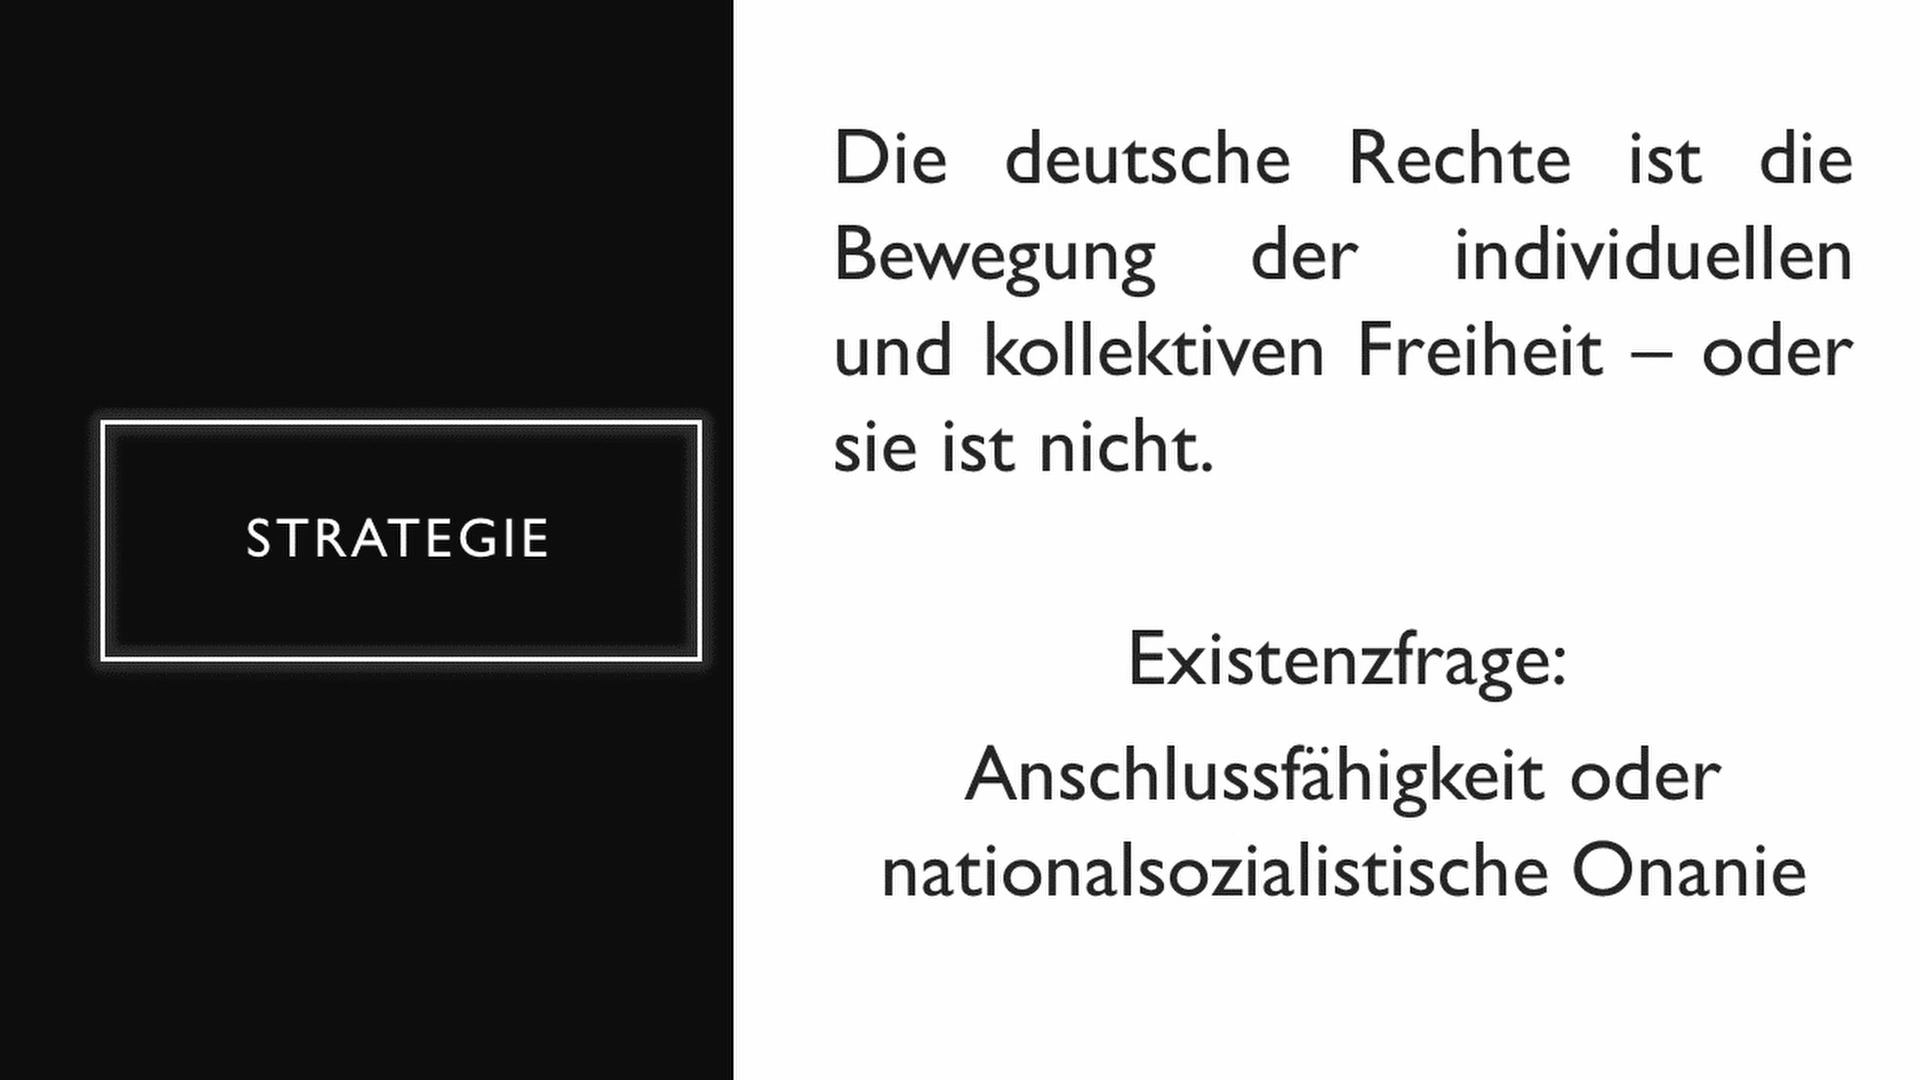 STRATEGIE
Die deutsche Rechte ist die
Bewegung der individuellen
und kollektiven Freiheit – oder
sie ist nicht.
Existenzfrage:
Anschlussfähigkeit oder
nationalsozialistische Onanie